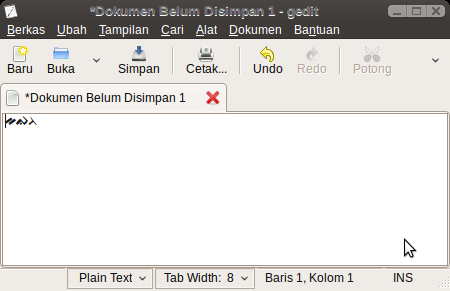 *Dokumen Belum Disimpan 1 - gedit
Berkas Ubah Tampilan Cari Alat Dokumen Bantuan
Baru Buka Simpan Cetak... Undo Redo Potong
*Dokumen Belum Disimpan 1
Plain Text Tab Width: 8 Baris 1, Kolom 1 INS